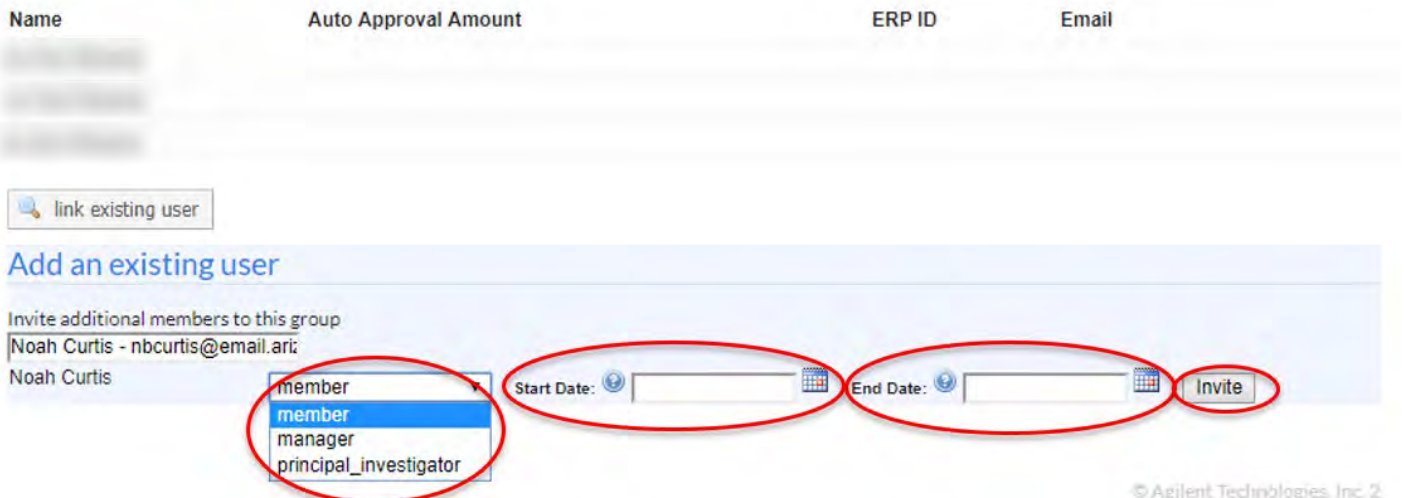 Name Auto Approval Amount ERP ID Email
link existing user
Add an existing user
Invite additional members to this group
Noah Curtis - nbcurtis@email.ariz
Noah Curtis member Start Date: End Date: Invite
member
manager
principal_investigator
© Agilent Technologies, Inc. 2